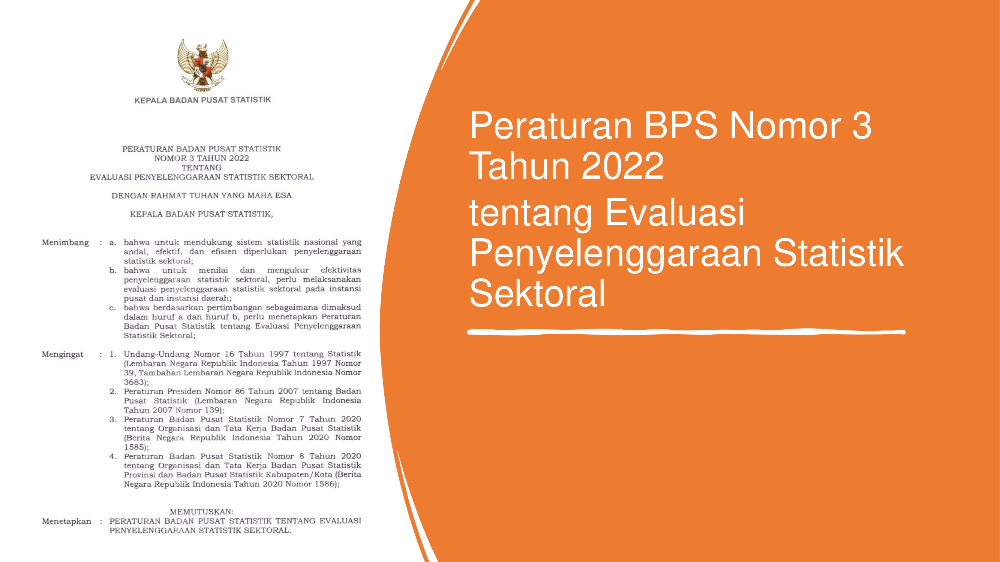 KEPALA BADAN PUSAT STATISTIK
PERATURAN BADAN PUSAT STATISTIK
NOMOR 3 TAHUN 2022
TENTANG
EVALUASI PENYELENGGARAAN STATISTIK SEKTORAL
DENGAN RAHMAT TUHAN YANG MAHA ESA
KEPALA BADAN PUSAT STATISTIK,
Menimbang : a. bahwa untuk mendukung sistem statistik nasional yang
andal, efektif, dan efisien diperlukan penyelenggaraan
statistik sektoral;
b. bahwa untuk menilai dan mengukur efektivitas
penyelenggaraan statistik sektoral, perlu melaksanakan
evaluasi penyelenggaraan statistik sektoral pada instansi
pusat dan instansi daerah;
c. bahwa berdasarkan pertimbangan sebagaimana dimaksud
dalam huruf a dan huruf b, perlu menetapkan Peraturan
Badan Pusat Statistik tentang Evaluasi Penyelenggaraan
Statistik Sektoral;
Mengingat : 1. Undang-Undang Nomor 16 Tahun 1997 tentang Statistik
(Lembaran Negara Republik Indonesia Tahun 1997 Nomor
39, Tambahan Lembaran Negara Republik Indonesia Nomor
3683);
2. Peraturan Presiden Nomor 86 Tahun 2007 tentang Badan
Pusat Statistik (Lembaran Negara Republik Indonesia
Tahun 2007 Nomor 139);
3. Peraturan Badan Pusat Statistik Nomor 7 Tahun 2020
tentang Organisasi dan Tata Kerja Badan Pusat Statistik
(Berita Negara Republik Indonesia Tahun 2020 Nomor
1585);
4. Peraturan Badan Pusat Statistik Nomor 8 Tahun 2020
tentang Organisasi dan Tata Kerja Badan Pusat Statistik
Provinsi dan Badan Pusat Statistik Kabupaten/Kota (Berita
Negara Republik Indonesia Tahun 2020 Nomor 1586);
MEMUTUSKAN:
Menetapkan : PERATURAN BADAN PUSAT STATISTIK TENTANG EVALUASI
PENYELENGGARAAN STATISTIK SEKTORAL.
Peraturan BPS Nomor 3
Tahun 2022
tentang Evaluasi
Penyelenggaraan Statistik
Sektoral